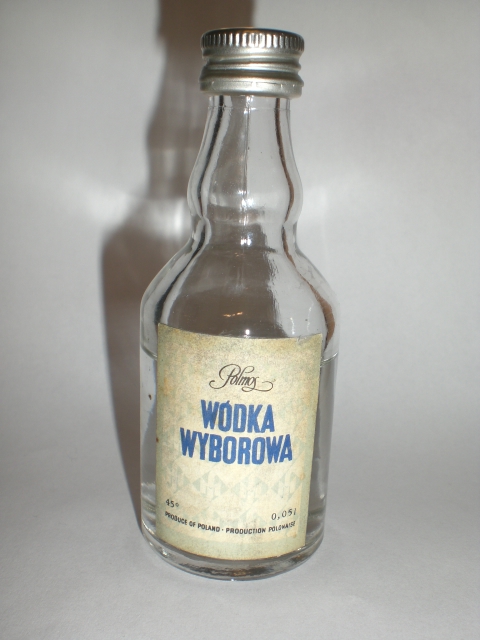 Polmos
WÓDKA
WYBOROWA
45°
0,05l
PRODUCE OF POLAND · PRODUCTION POLONAISE